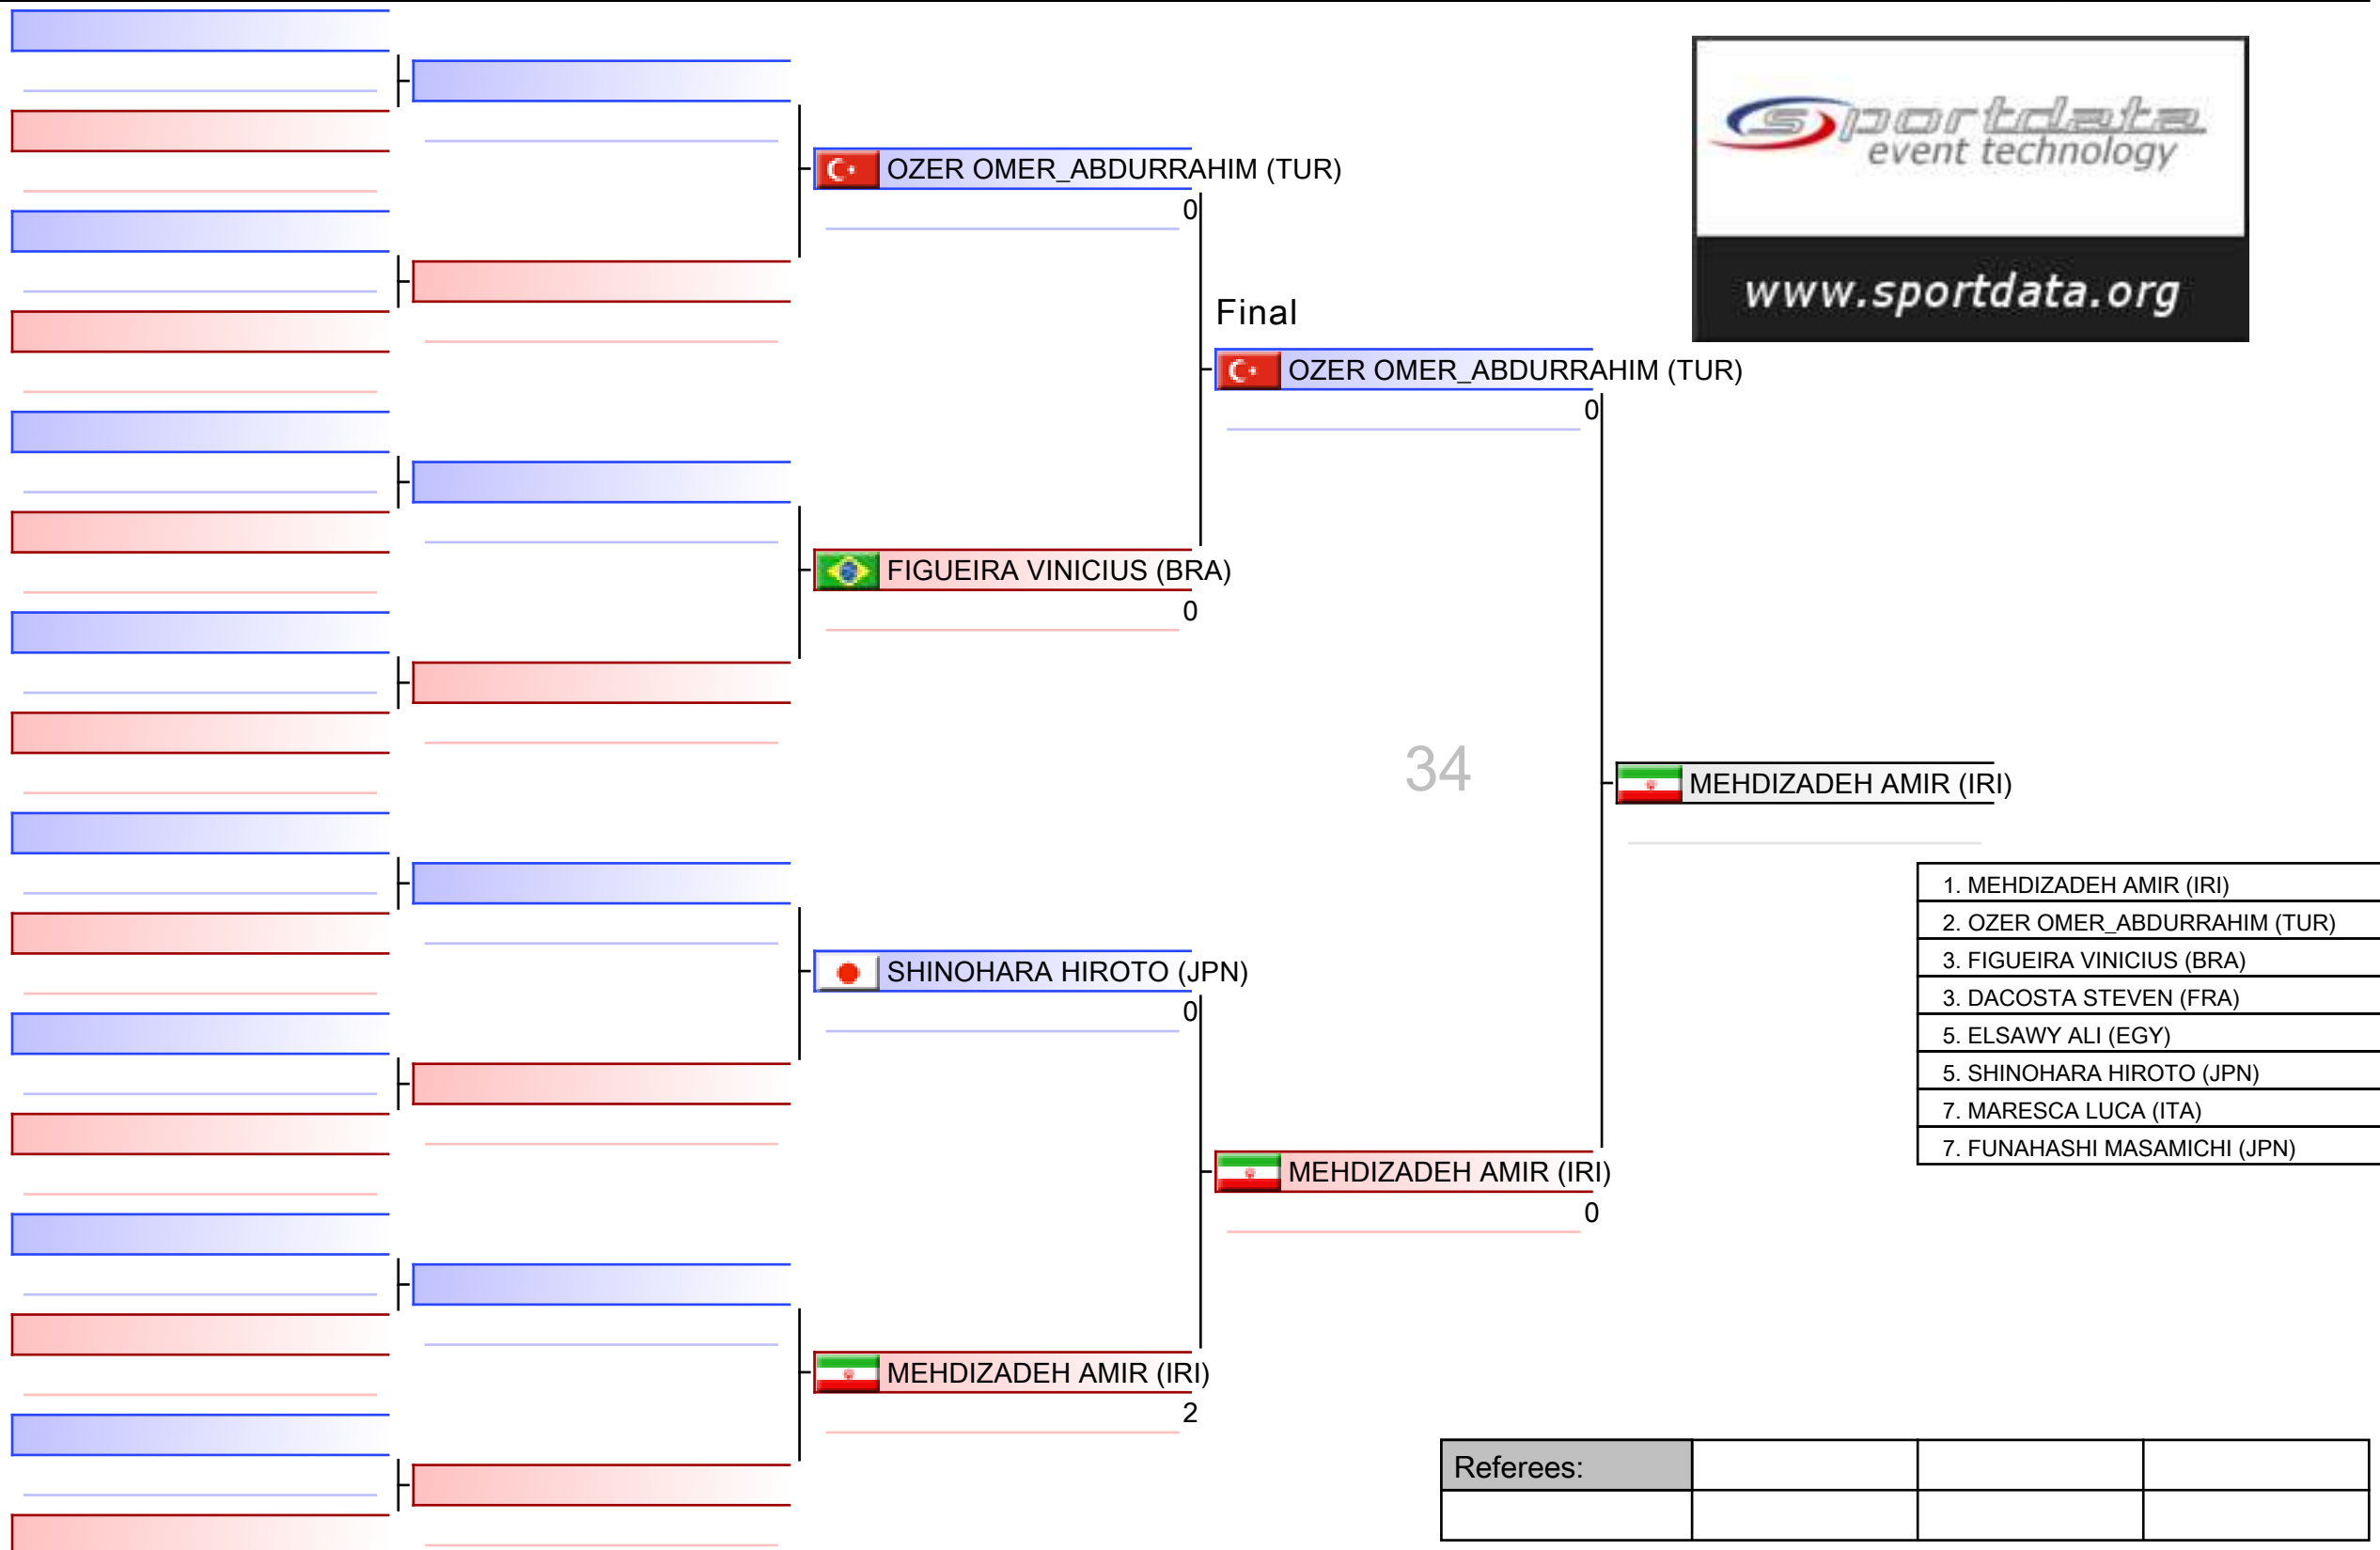 sportdata
event technology
www.sportdata.org
OZER OMER_ABDURRAHIM (TUR)
0
Final
OZER OMER_ABDURRAHIM (TUR)
0
FIGUEIRA VINICIUS (BRA)
0
34
MEHDIZADEH AMIR (IRI)
1. MEHDIZADEH AMIR (IRI)
2. OZER OMER_ABDURRAHIM (TUR)
3. FIGUEIRA VINICIUS (BRA)
3. DACOSTA STEVEN (FRA)
5. ELSAWY ALI (EGY)
5. SHINOHARA HIROTO (JPN)
7. MARESCA LUCA (ITA)
7. FUNAHASHI MASAMICHI (JPN)
SHINOHARA HIROTO (JPN)
0
MEHDIZADEH AMIR (IRI)
0
MEHDIZADEH AMIR (IRI)
2
Referees: